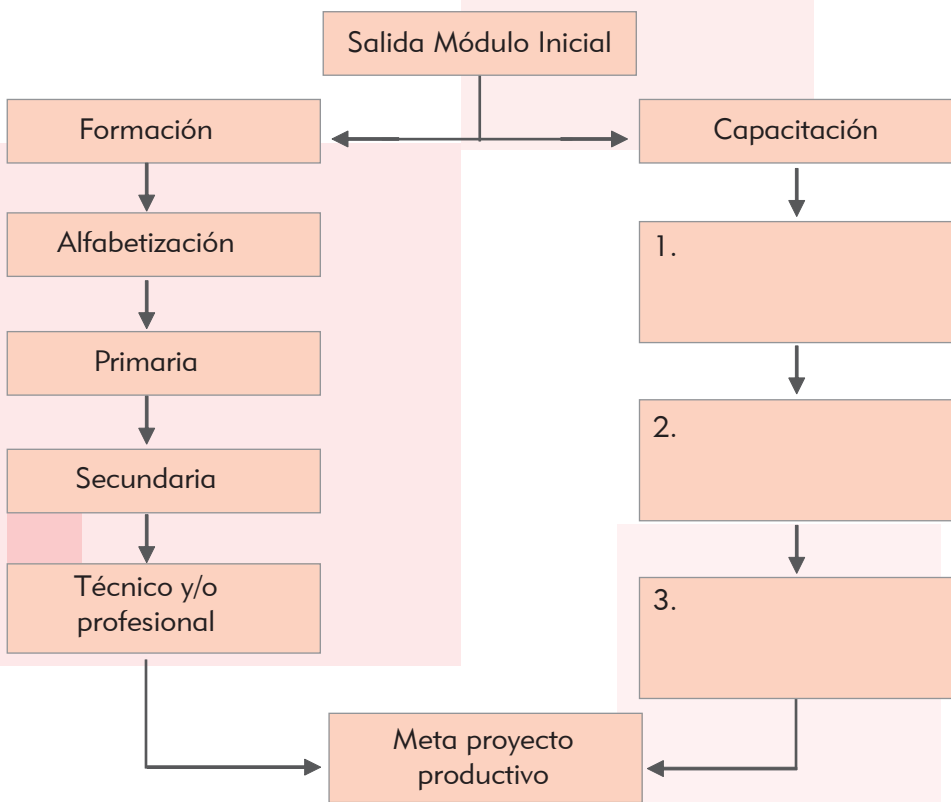 Salida Módulo Inicial
Formación
Capacitación
Alfabetización
1.
Primaria
2.
Secundaria
Técnico y/o
profesional
3.
Meta proyecto
productivo